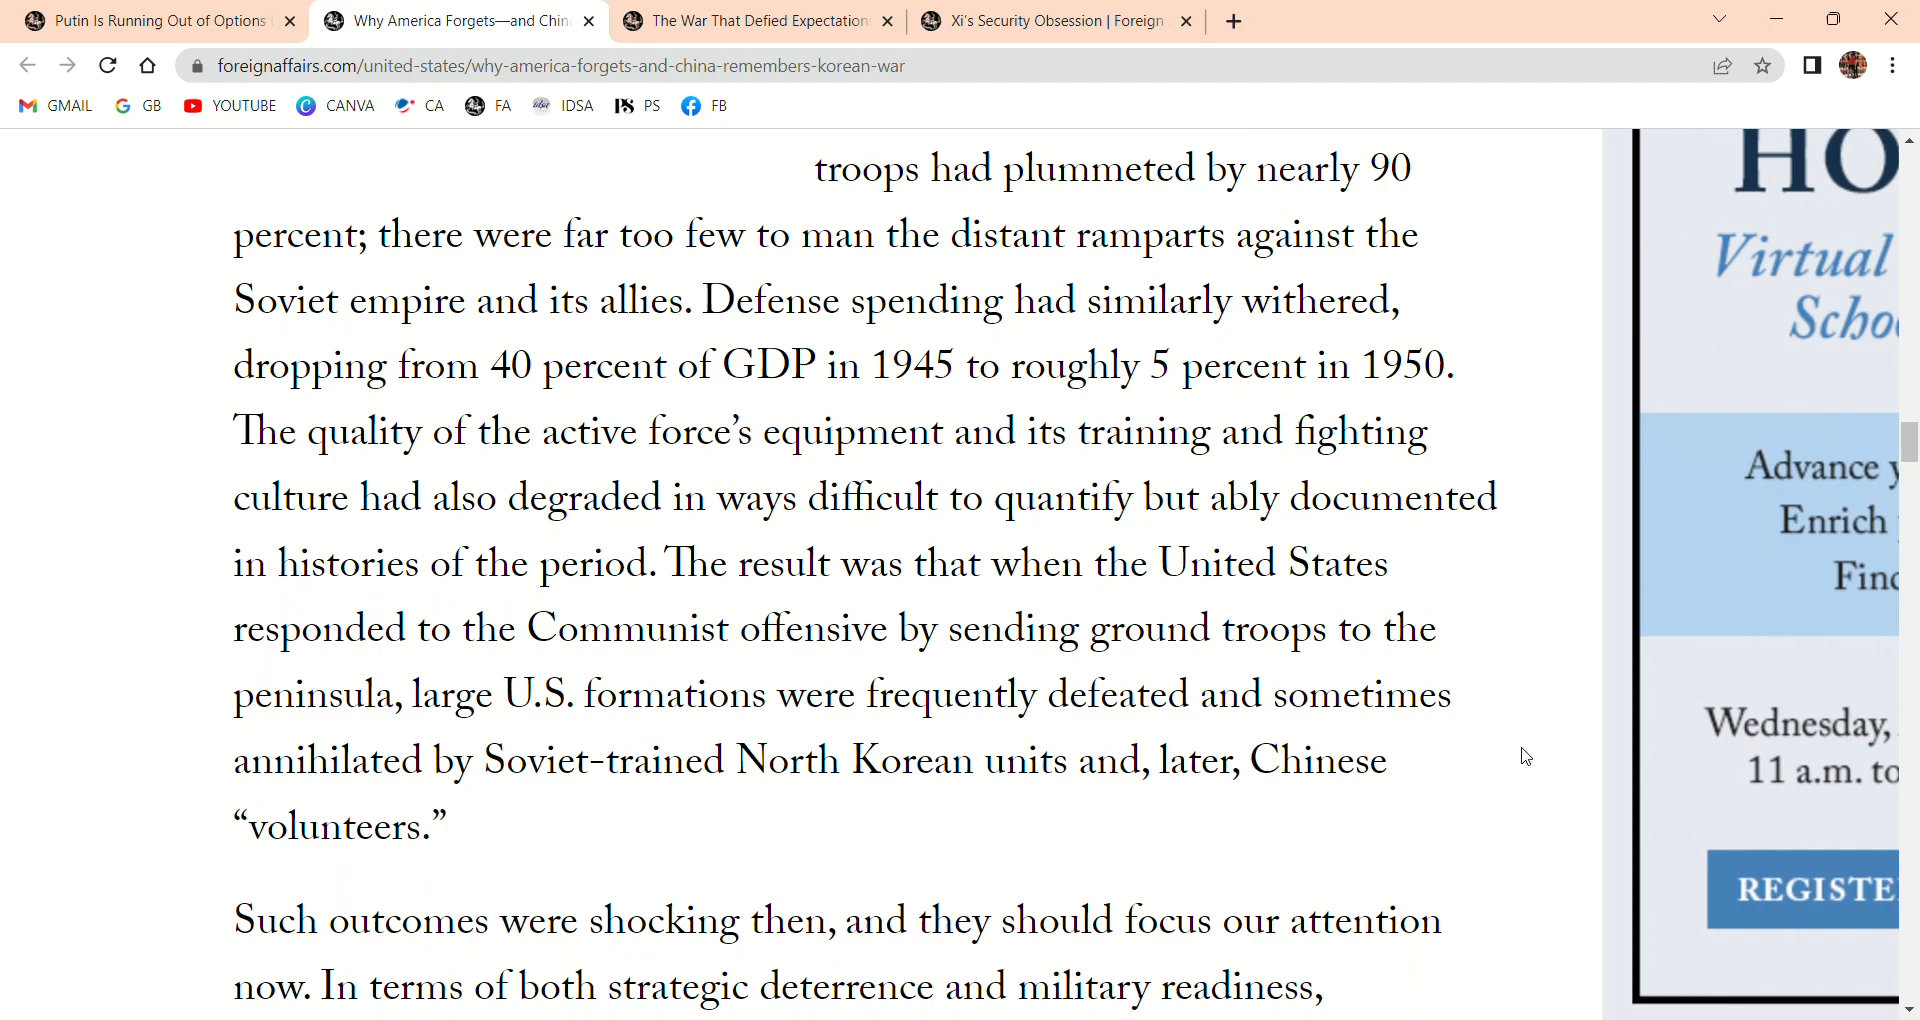 Putin Is Running Out of Options
Why America Forgets—and Chin
The War That Defied Expectation
Xi's Security Obsession | Foreign
foreignaffairs.com/united-states/why-america-forgets-and-china-remembers-korean-war
GMAIL
GB
YOUTUBE
CANVA
CA
FA
IDSA
PS PS
FB
troops had plummeted by nearly 90
percent; there were far too few to man the distant ramparts against the
Soviet empire and its allies. Defense spending had similarly withered,
dropping from 40 percent of GDP in 1945 to roughly 5 percent in 1950.
The quality of the active force's equipment and its training and fighting
culture had also degraded in ways difficult to quantify but ably documented
in histories of the period. The result was that when the United States
responded to the Communist offensive by sending ground troops to the
peninsula, large U.S. formations were frequently defeated and sometimes
annihilated by Soviet-trained North Korean units and, later, Chinese
“volunteers.”
Such outcomes were shocking then, and they should focus our attention
now. In terms of both strategic deterrence and military readiness,
HO
Virtual
Scho
Advance y
Enrich
Find
Wednesday,
11 a.m. to
REGISTE